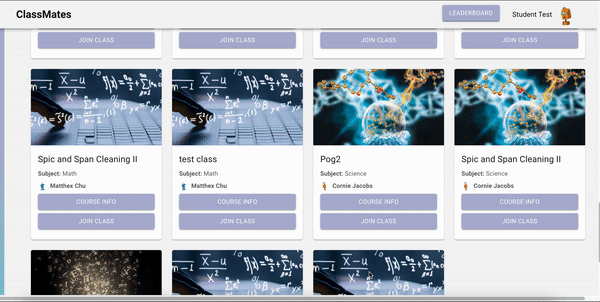 ClassMates
LEADERBOARD
Student Test
JOIN CLASS
JOIN CLASS
JOIN CLASS
JOIN CLASS
Spic and Span Cleaning II
Subject: Math
Matthex Chu
COURSE INFO
JOIN CLASS
test class
Subject: Math
Matthex Chu
COURSE INFO
JOIN CLASS
Pog2
Subject: Science
Cornie Jacobs
COURSE INFO
JOIN CLASS
Spic and Span Cleaning II
Subject: Science
Cornie Jacobs
COURSE INFO
JOIN CLASS